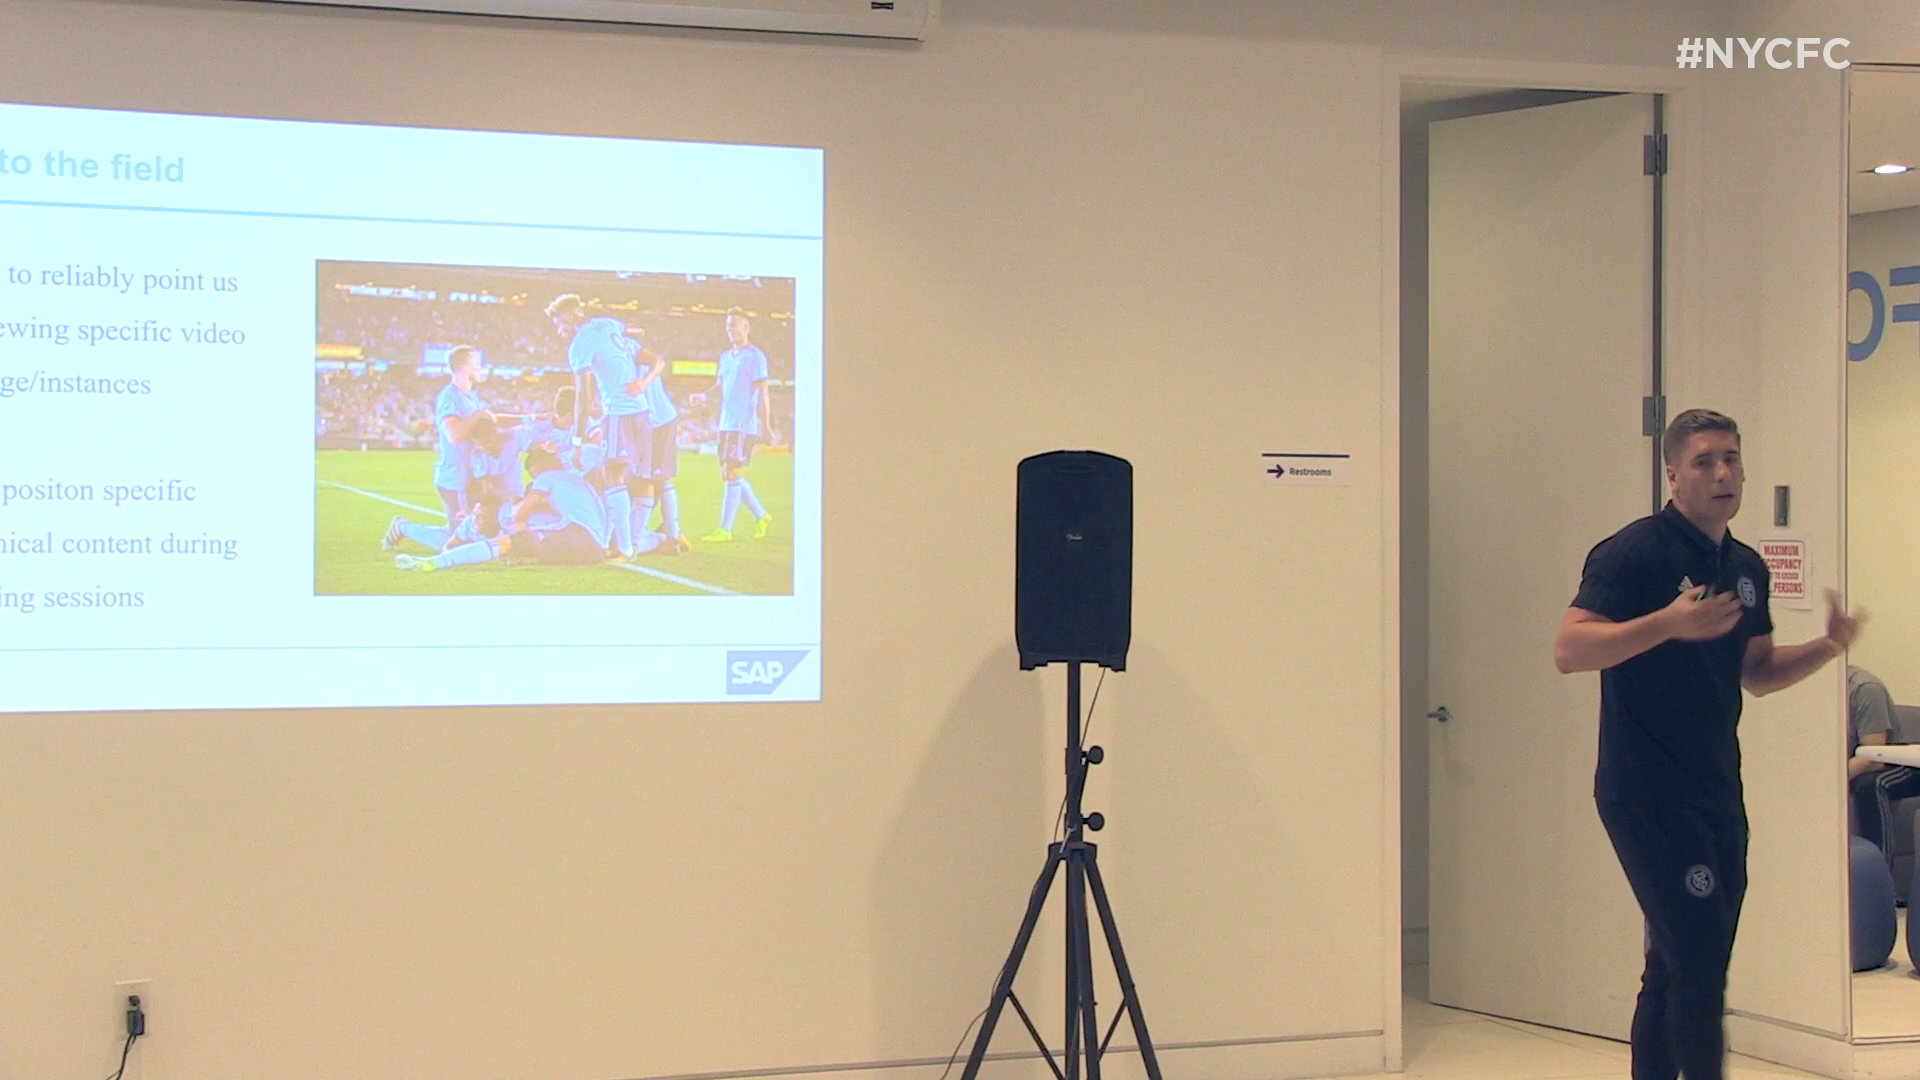 #NYCFC
to the field
to reliably point us
ewing specific video
ge/instances
positon specific
nical content during
ing sessions
SAP
Restrooms
MAXIMUM
OCCUPANCY
PERSONS